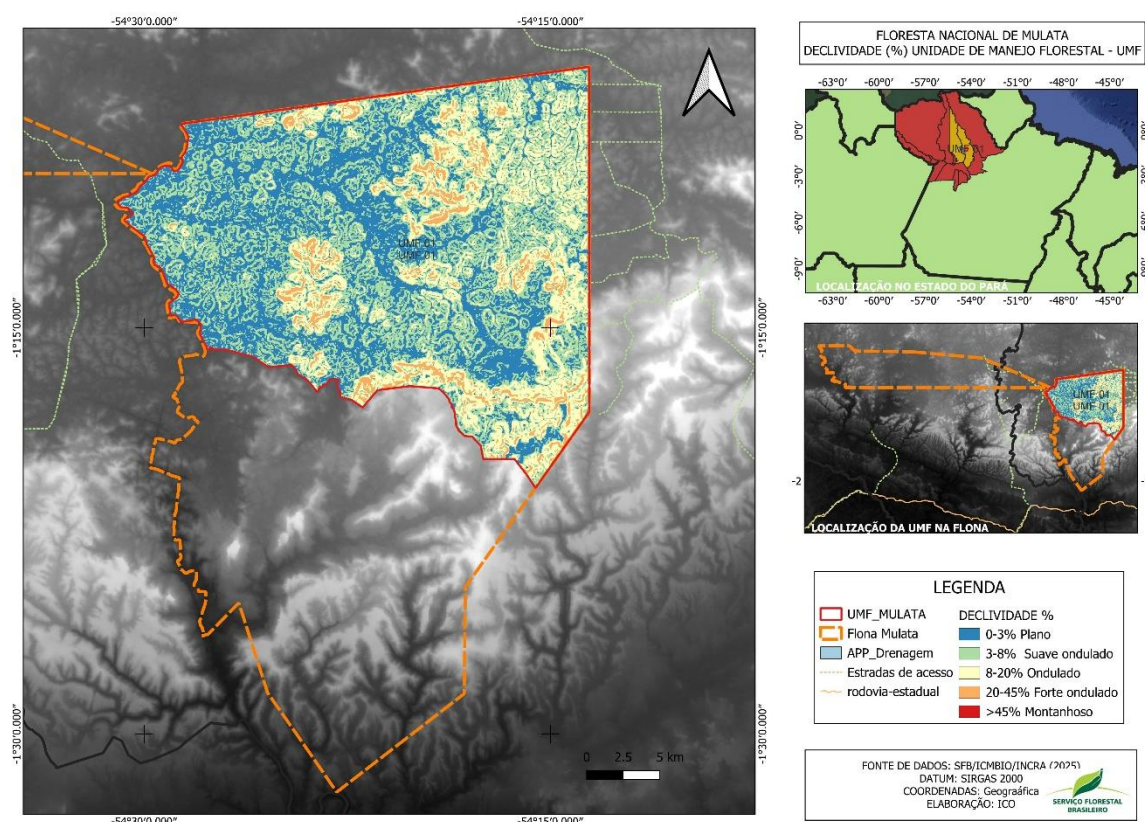 -54°30'0.000"
-54°15'0.000"
-1°15'0.000"
-1°15'0.000"
UMF 01
UMF 01
-1°30'0.000"
-1°30'0.000"
0 2.5 5 km
-54°30'0.000"
-54°15'0.000"
FLORESTA NACIONAL DE MULATA
DECLIVIDADE (%) UNIDADE DE MANEJO FLORESTAL - UMF
-63°0' -60°0' -57°0' -54°0' -51°0' -48°0' -45°0'
0°0'
-3°0'
-6°0'
-9°0'
UMF 01
LOCALIZAÇÃO NO ESTADO DO PARÁ
-63°0' -60°0' -57°0' -54°0' -51°0' -48°0' -45°0'
UMF 01
UMF 01
-2
LOCALIZAÇÃO DA UMF NA FLONA
LEGENDA
UMF_MULATA
Flona Mulata
APP_Drenagem
Estradas de acesso
rodovia-estadual
DECLIVIDADE %
0-3% Plano
3-8% Suave ondulado
8-20% Ondulado
20-45% Forte ondulado
>45% Montanhoso
FONTE DE DADOS: SFB/ICMBIO/INCRA (2025)
DATUM: SIRGAS 2000
COORDENADAS: Geograáfica
ELABORAÇÃO: ICO
SERVIÇO FLORESTAL
BRASILEIRO